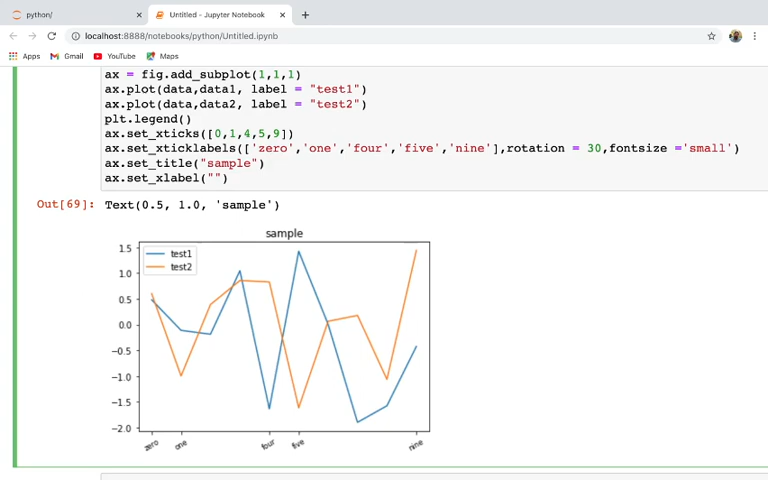 python/
Untitled - Jupyter Notebook
localhost:8888/notebooks/python/Untitled.ipynb
Apps
Gmail
YouTube
Maps
ax = fig.add_subplot(1,1,1)
ax.plot(data,data1, label = "test1")
ax.plot(data,data2, label = "test2")
plt.legend()
ax.set_xticks([0,1,4,5,9])
ax.set_xticklabels(['zero','one','four','five','nine'],rotation = 30,fontsize ='small')
ax.set_title("sample")
ax.set_xlabel("")
Out[69]: Text(0.5, 1.0, 'sample')
sample
test1
test2
1.5
1.0
0.5
0.0
−0.5
−1.0
−1.5
−2.0
zero
one
four
five
nine